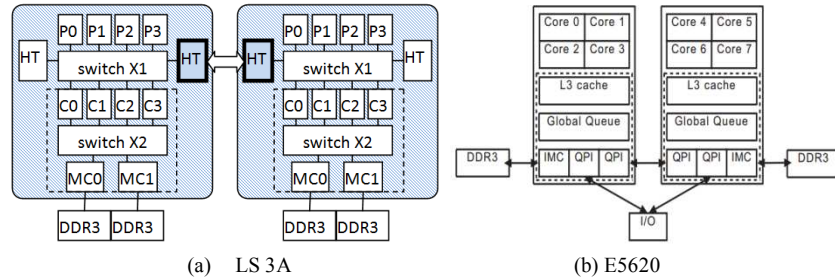 P0 P1 P2 P3
HT
switch X1
HT
C0 C1 C2 C3
switch X2
MC0 MC1
DDR3 DDR3
P0 P1 P2 P3
HT
switch X1
HT
C0 C1 C2 C3
switch X2
MC0 MC1
DDR3 DDR3
(a) LS 3A
Core 0 Core 1
Core 2 Core 3
L3 cache
Global Queue
DDR3
IMC QPI QPI
Core 4 Core 5
Core 6 Core 7
L3 cache
Global Queue
QPI QPI IMC
DDR3
I/O
(b) E5620